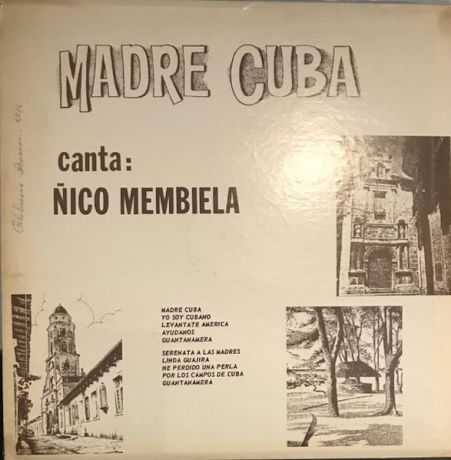 MADRE CUBA
canta:
ÑICO MEMBIELA
MADRE CUBA
YO SOY CUBANO
LEVANTATE AMERICA
AYUDANOS
GUANTANAMERA
SERENATA A LAS MADRES
LINDA GUAJIRA
HE PERDIDO UNA PERLA
POR LOS CAMPOS DE CUBA
GUANTANAMERA